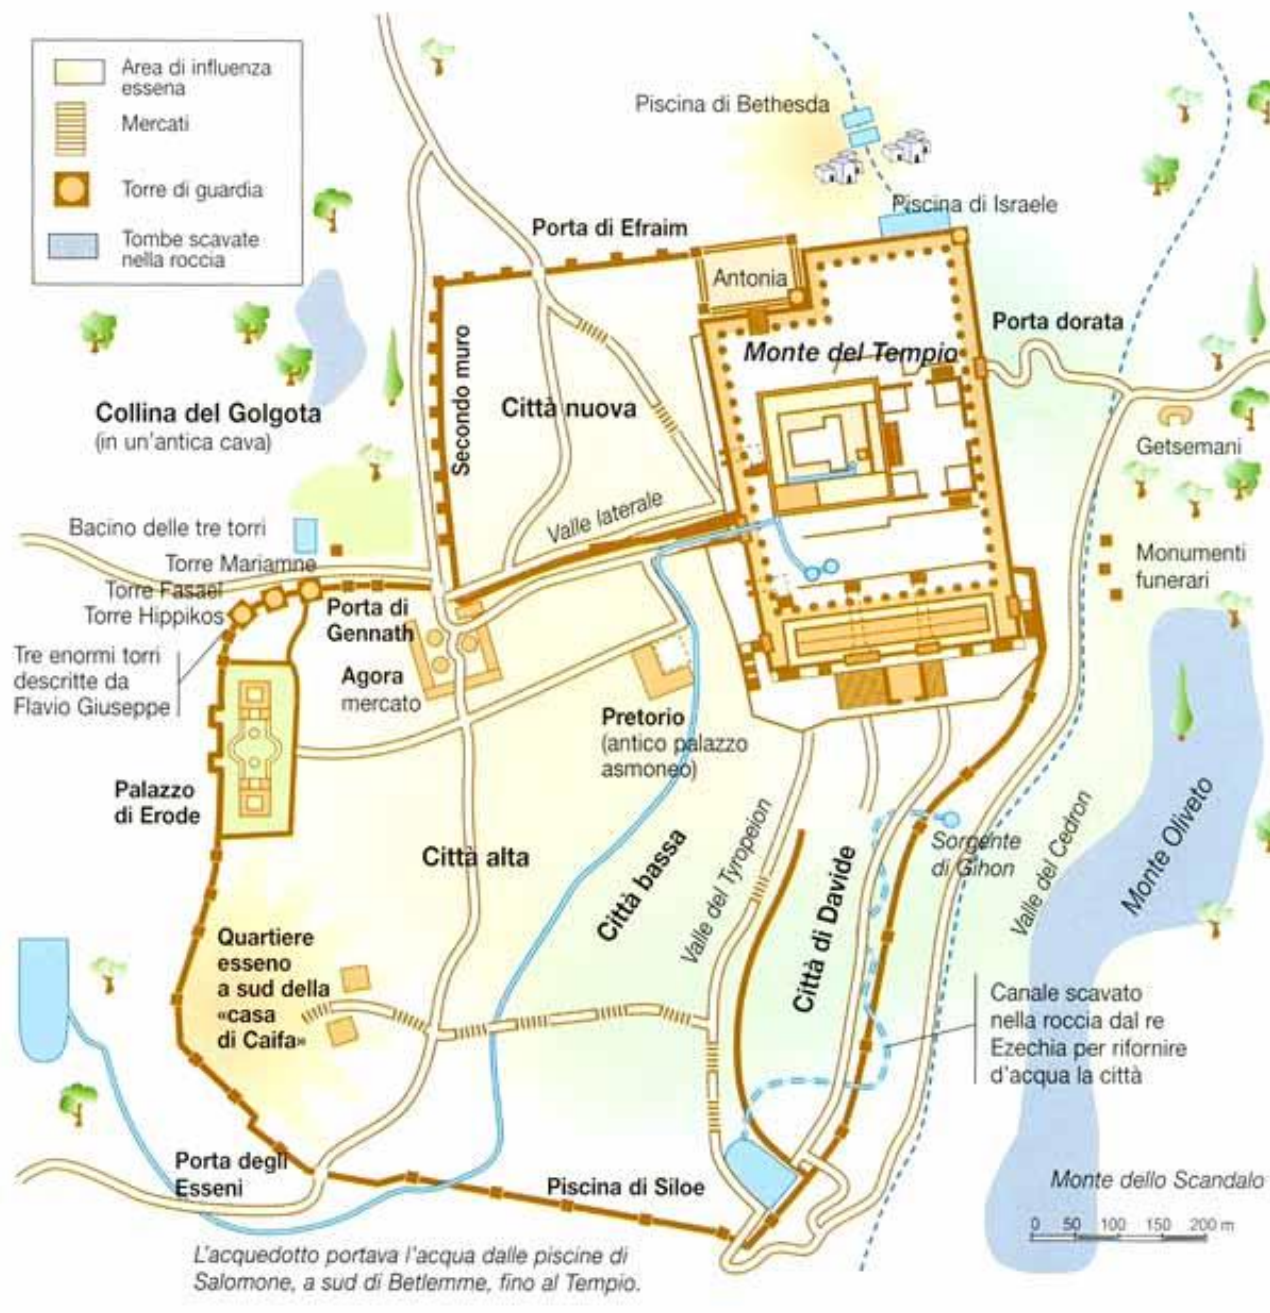 Area di influenza
essena
Mercati
Torre di guardia
Tombe scavate
nella roccia
Piscina di Bethesda
Piscina di Israele
Porta di Efraim
Antonia
Porta dorata
Monte del Tempio
Secondo muro
Città nuova
Collina del Golgota
(in un'antica cava)
Getsemani
Valle laterale
Bacino delle tre torri
Torre Mariamne
Torre Fasael
Torre Hippikos
Monumenti
funerari
Porta di
Gennath
Tre enormi torri
descritte da
Flavio Giuseppe
Agora
mercato
Pretorio
(antico palazzo
asmoneo)
Palazzo
di Erode
Città alta
Città bassa
Valle del Tyropeion
Città di Davide
Sorgente
di Gihon
Valle del Cedron
Monte Oliveto
Quartiere
esseno
a sud della
«casa
di Caifa»
Canale scavato
nella roccia dal re
Ezechia per rifornire
d'acqua la città
Porta degli
Esseni
Piscina di Siloe
Monte dello Scandalo
0 50 100 150 200 m
L'acquedotto portava l'acqua dalle piscine di
Salomone, a sud di Betlemme, fino al Tempio.